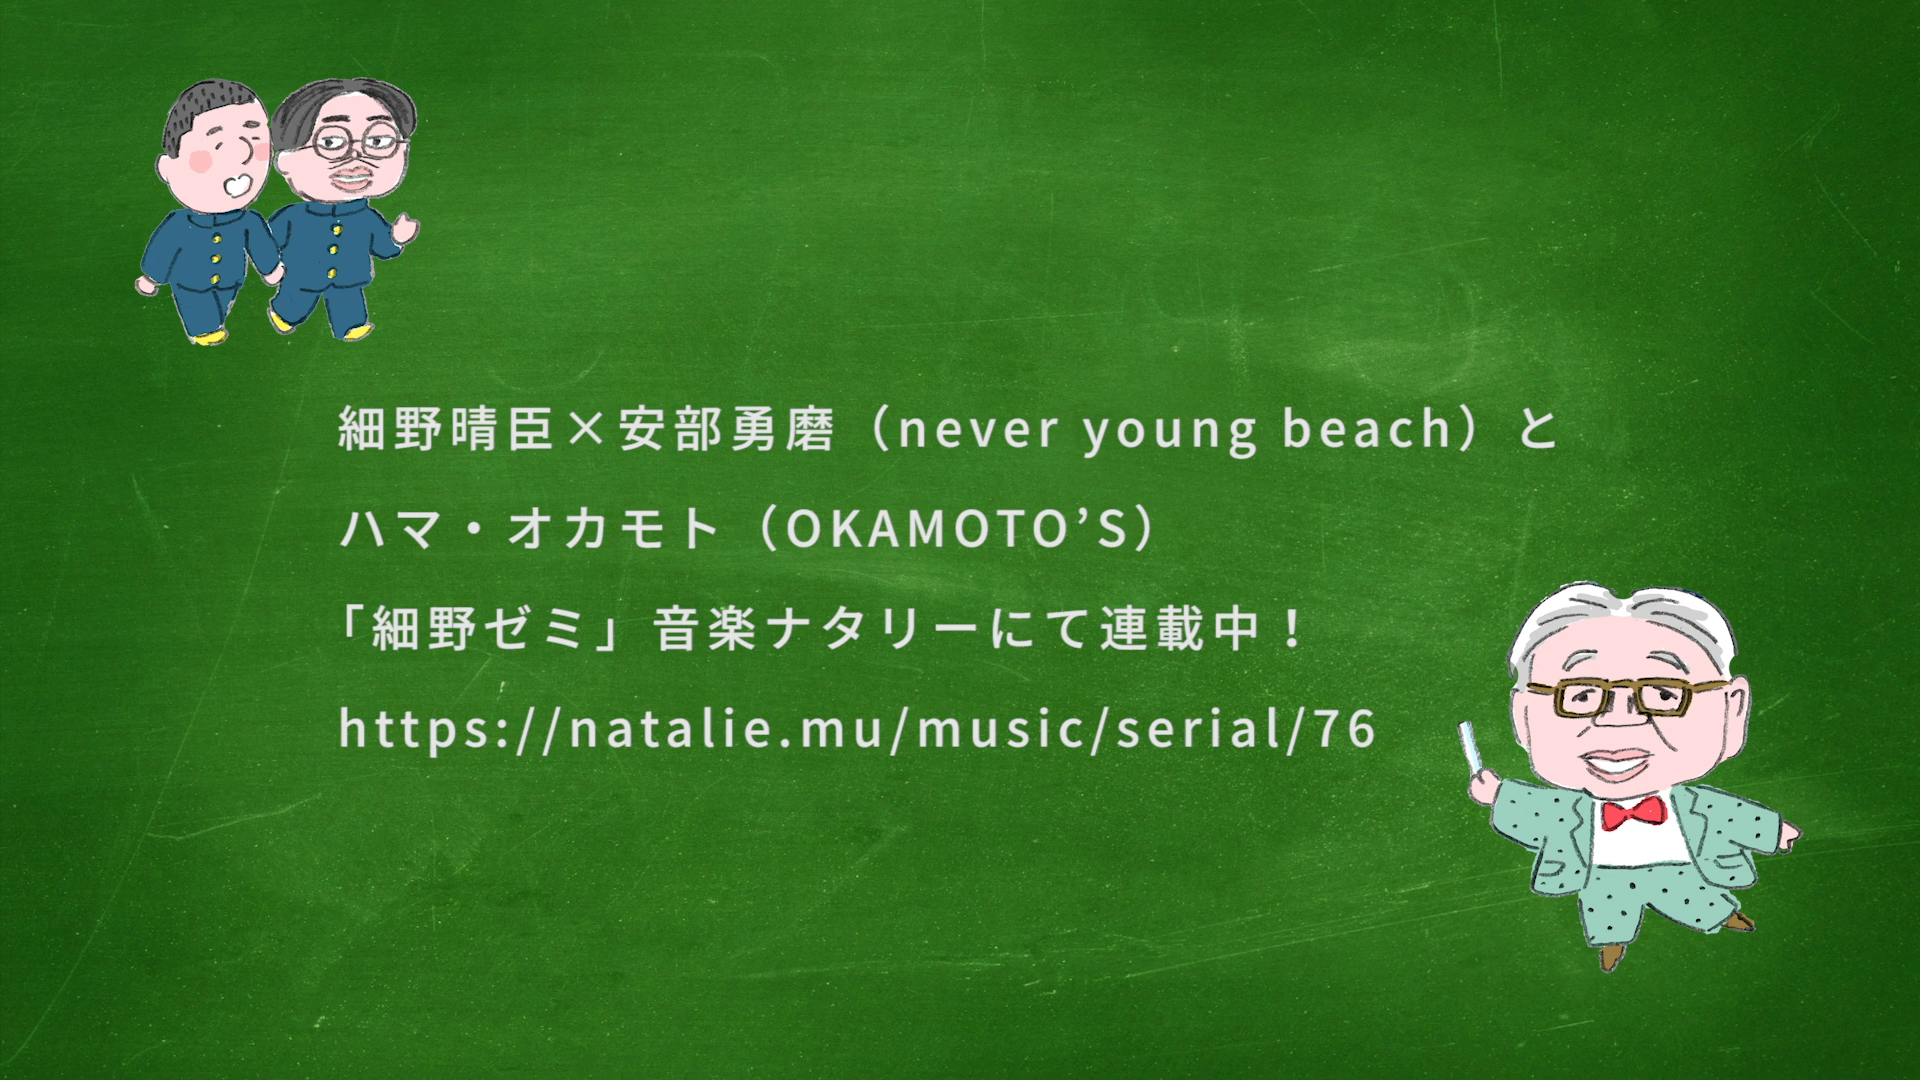 細野晴臣×安部勇磨（never young beach）と
ハマ・オカモト（OKAMOTO’S）
「細野ゼミ」音楽ナタリーにて連載中！
https://natalie.mu/music/serial/76